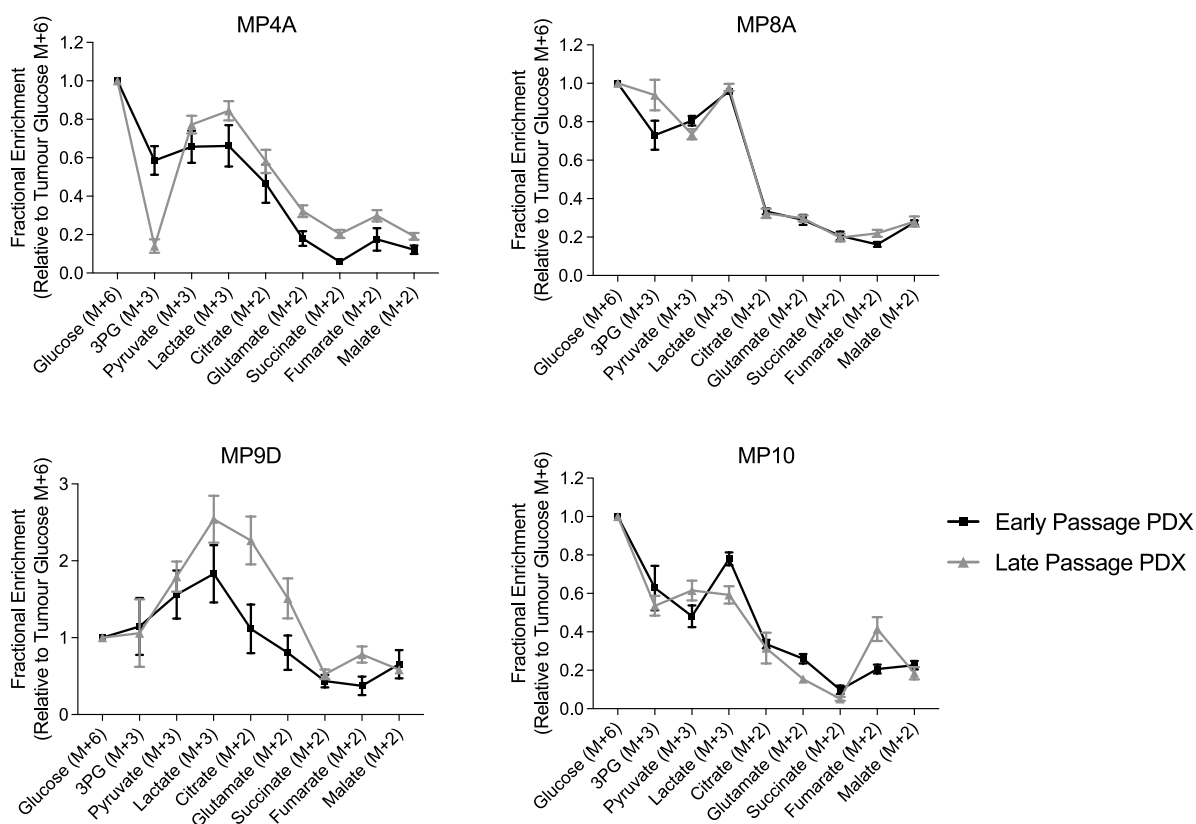 MP4A
Fractional Enrichment
(Relative to Tumour Glucose M+6)
1.2
1.0
0.8
0.6
0.4
0.2
0.0
Glucose (M+6)
3PG (M+3)
Pyruvate (M+3)
Lactate (M+3)
Citrate (M+2)
Glutamate (M+2)
Succinate (M+2)
Fumarate (M+2)
Malate (M+2)
MP8A
Fractional Enrichment
(Relative to Tumour Glucose M+6)
1.2
1.0
0.8
0.6
0.4
0.2
0.0
Glucose (M+6)
3PG (M+3)
Pyruvate (M+3)
Lactate (M+3)
Citrate (M+2)
Glutamate (M+2)
Succinate (M+2)
Fumarate (M+2)
Malate (M+2)
MP9D
Fractional Enrichment
(Relative to Tumour Glucose M+6)
3
2
1
0
Glucose (M+6)
3PG (M+3)
Pyruvate (M+3)
Lactate (M+3)
Citrate (M+2)
Glutamate (M+2)
Succinate (M+2)
Fumarate (M+2)
Malate (M+2)
MP10
Fractional Enrichment
(Relative to Tumour Glucose M+6)
1.2
1.0
0.8
0.6
0.4
0.2
0.0
Glucose (M+6)
3PG (M+3)
Pyruvate (M+3)
Lactate (M+3)
Citrate (M+2)
Glutamate (M+2)
Succinate (M+2)
Fumarate (M+2)
Malate (M+2)
Early Passage PDX
Late Passage PDX